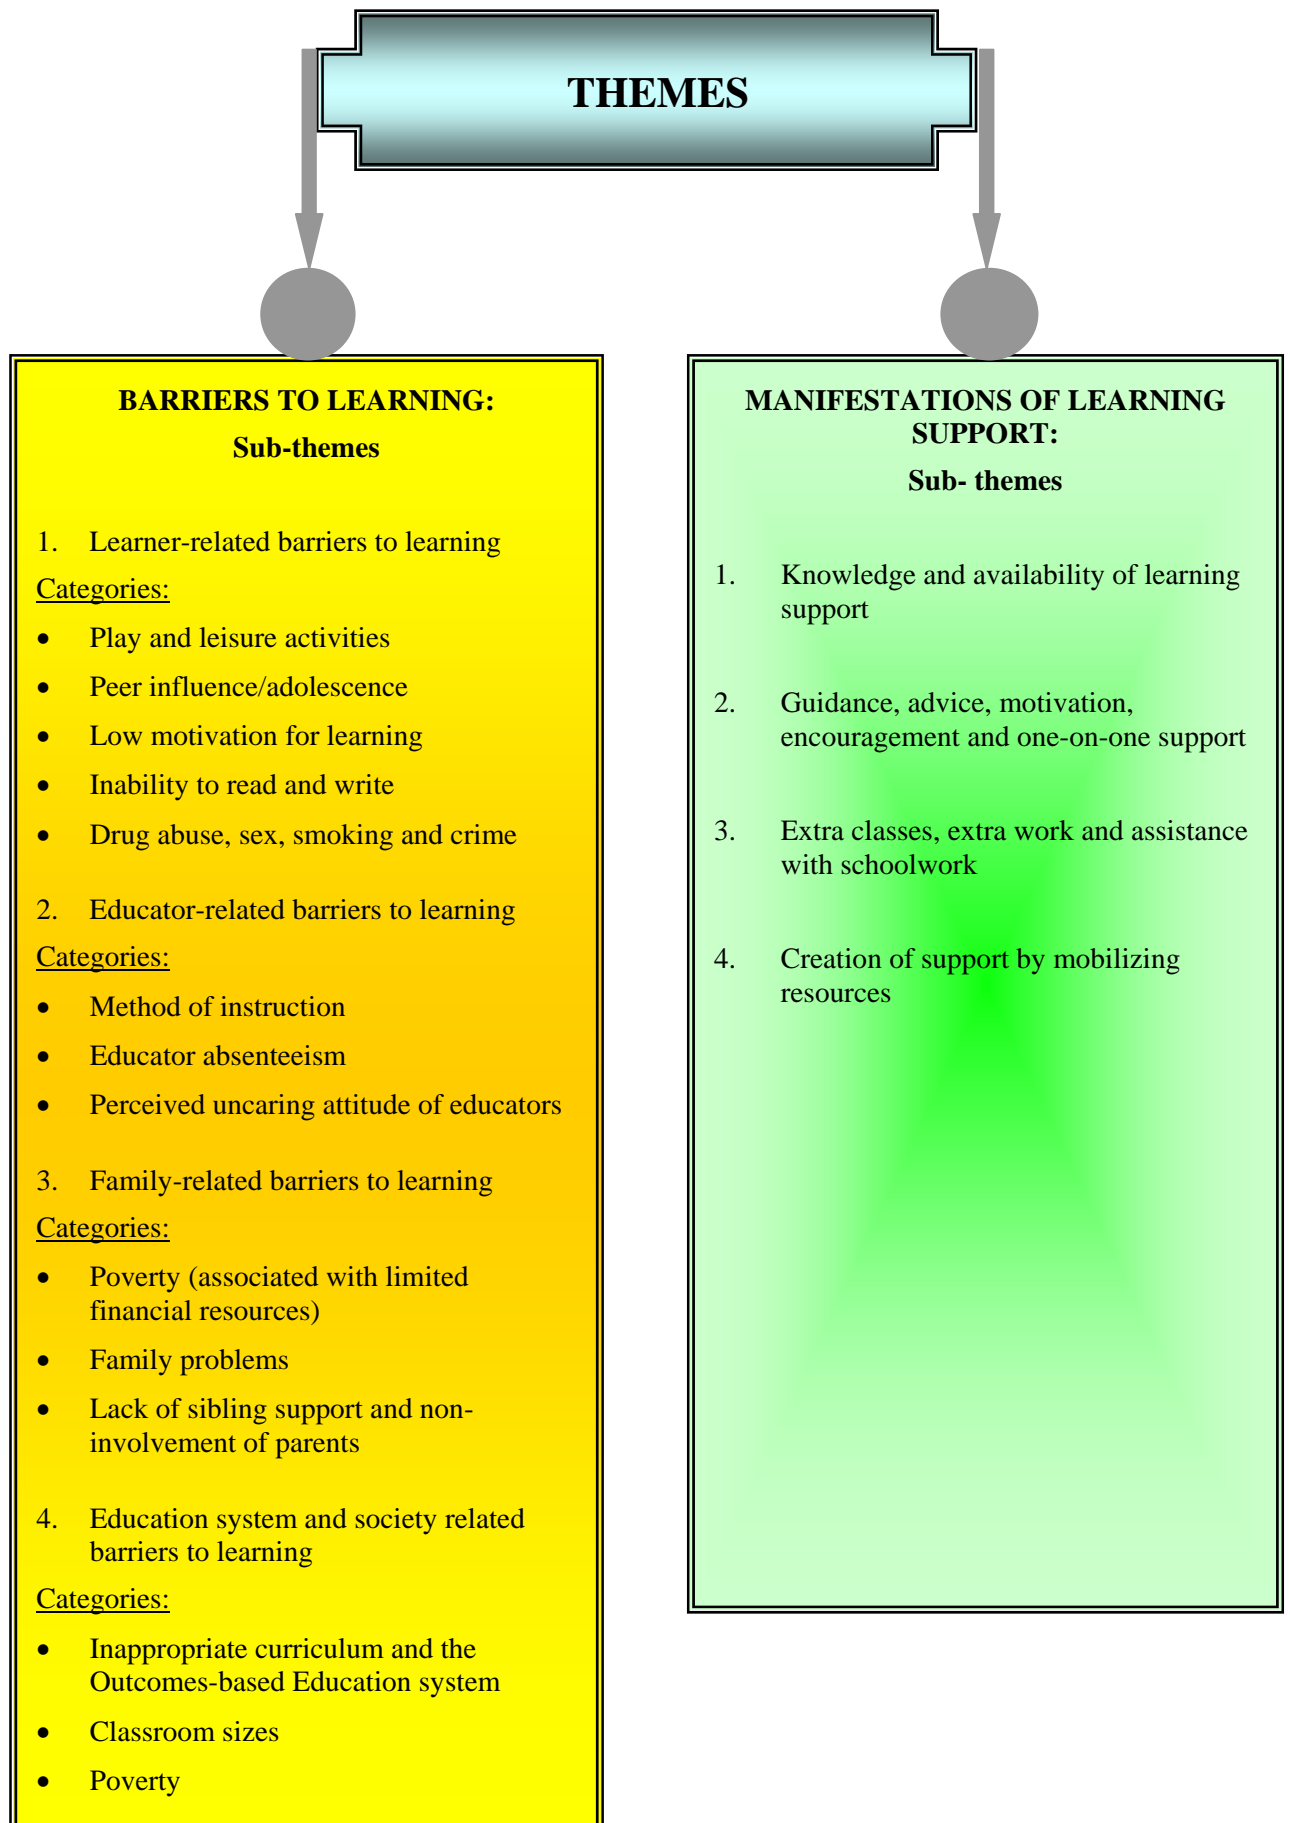 THEMES
BARRIERS TO LEARNING:
Sub-themes
1. Learner-related barriers to learning
Categories:
• Play and leisure activities
• Peer influence/adolescence
• Low motivation for learning
• Inability to read and write
• Drug abuse, sex, smoking and crime
2. Educator-related barriers to learning
Categories:
• Method of instruction
• Educator absenteeism
• Perceived uncaring attitude of educators
3. Family-related barriers to learning
Categories:
• Poverty (associated with limited
financial resources)
• Family problems
• Lack of sibling support and non-
involvement of parents
4. Education system and society related
barriers to learning
Categories:
• Inappropriate curriculum and the
Outcomes-based Education system
• Classroom sizes
• Poverty
MANIFESTATIONS OF LEARNING
SUPPORT:
Sub- themes
1. Knowledge and availability of learning
support
2. Guidance, advice, motivation,
encouragement and one-on-one support
3. Extra classes, extra work and assistance
with schoolwork
4. Creation of support by mobilizing
resources